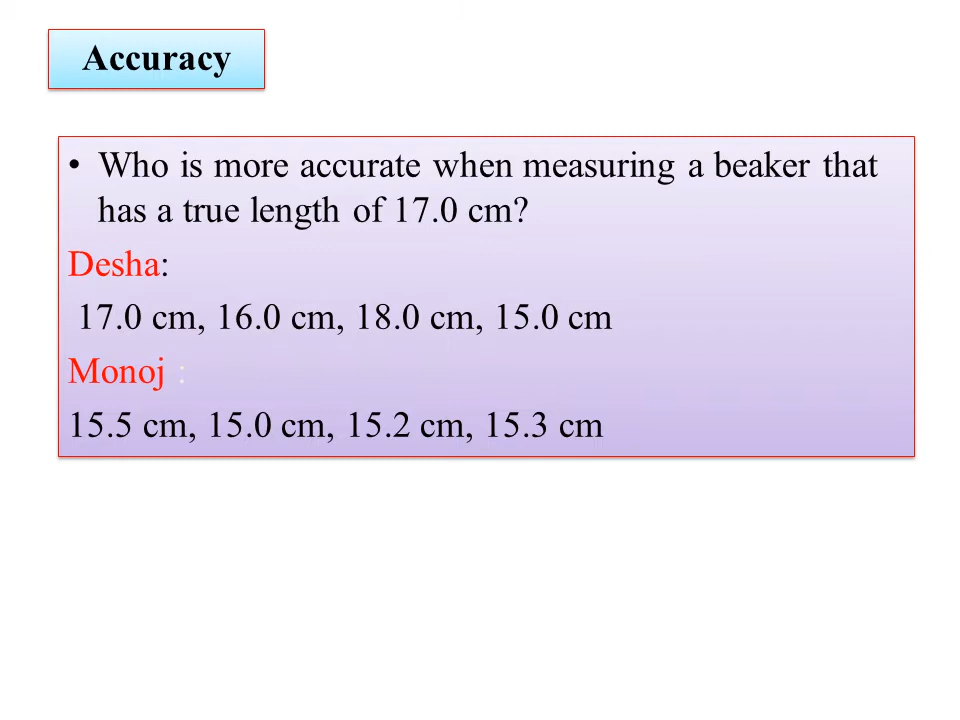 Accuracy
• Who is more accurate when measuring a beaker that
has a true length of 17.0 cm?
Desha:
17.0 cm, 16.0 cm, 18.0 cm, 15.0 cm
Monoj :
15.5 cm, 15.0 cm, 15.2 cm, 15.3 cm